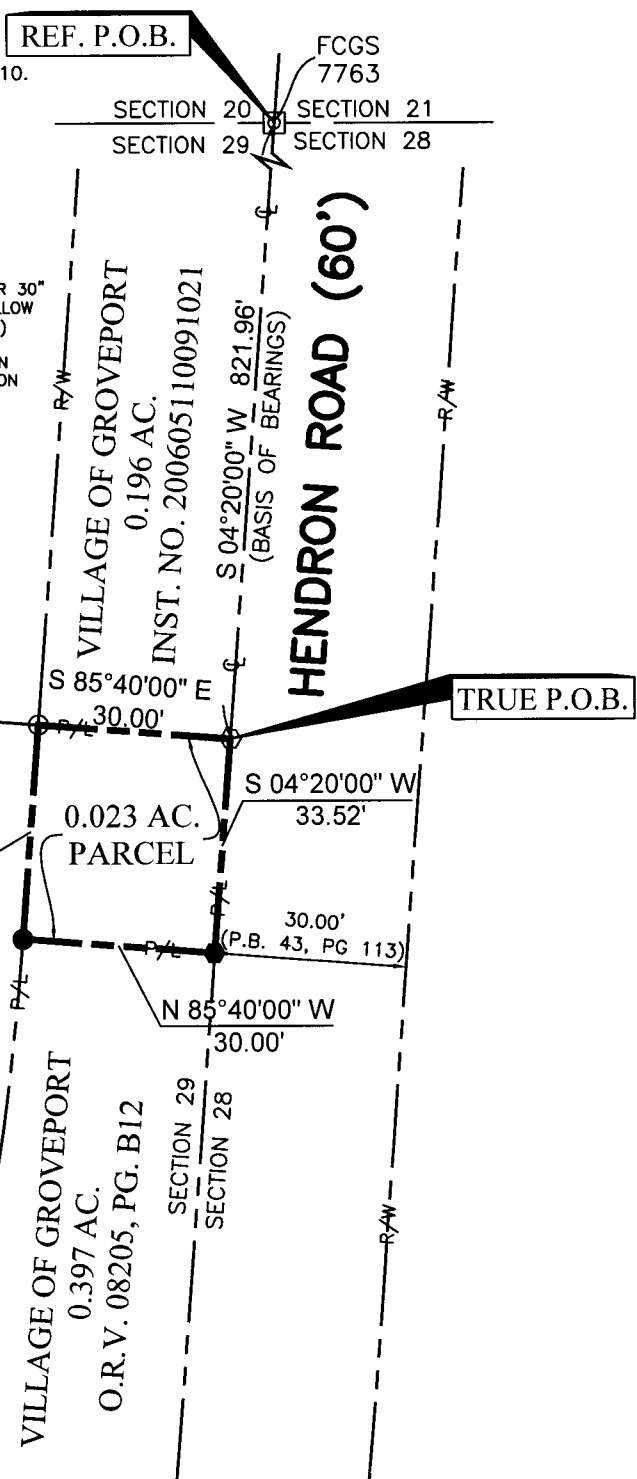 REF. P.O.B.
10.
FCGS
7763
SECTION 20
SECTION 21
SECTION 29
SECTION 28
R 30"
LLOW
)
N
ON
R/W
VILLAGE OF GROVEPORT
0.196 AC.
INST. NO. 200605110091021
℄
S 04°20'00" W 821.96'
(BASIS OF BEARINGS)
HENDRON ROAD (60')
R/W
℄
S 85°40'00" E
30.00'
P/L
TRUE P.O.B.
S 04°20'00" W
33.52'
0.023 AC.
PARCEL
P/L
30.00'
(P.B. 43, PG 113)
P/L
P/L
N 85°40'00" W
30.00'
VILLAGE OF GROVEPORT
0.397 AC.
O.R.V. 08205, PG. B12
SECTION 29
SECTION 28
R/W